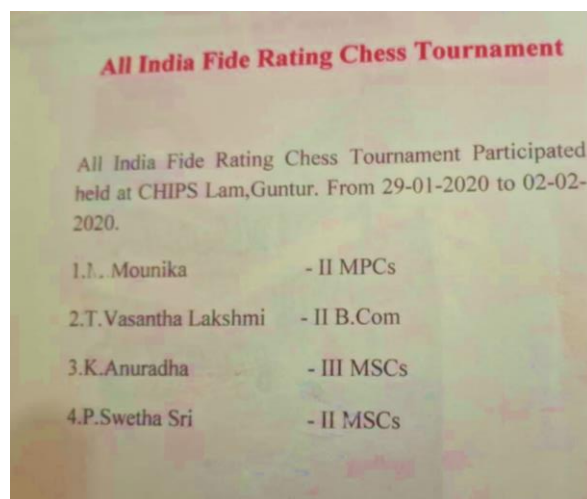 All India Fide Rating Chess Tournament
All India Fide Rating Chess Tournament Participated
held at CHIPS Lam,Guntur. From 29-01-2020 to 02-02-
2020.
1. Mounika - II MPCs
2.T.Vasantha Lakshmi - II B.Com
3.K.Anuradha - III MSCs
4.P.Swetha Sri - II MSCs